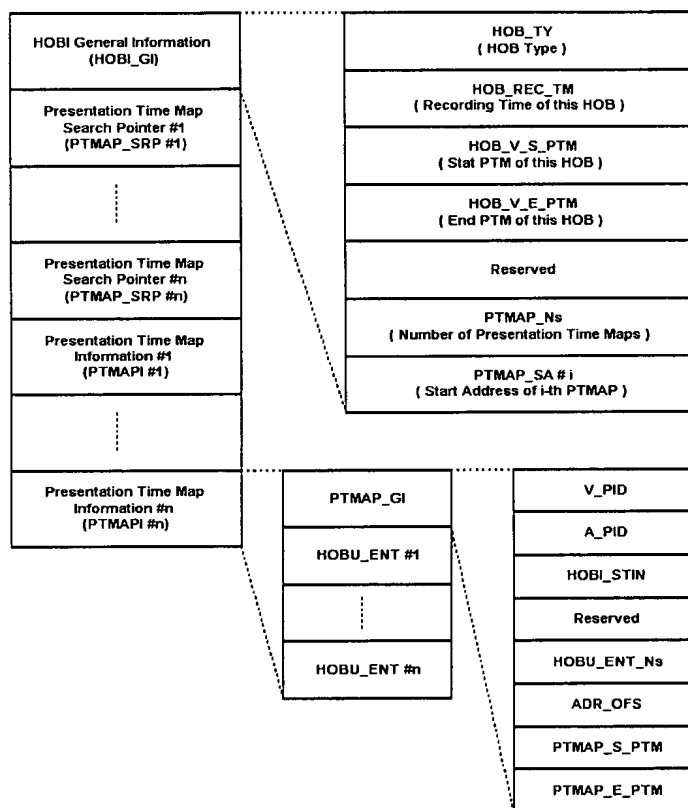 HOBI General Information
(HOBI_GI)
Presentation Time Map
Search Pointer #1
(PTMAP_SRP #1)
Presentation Time Map
Search Pointer #n
(PTMAP_SRP #n)
Presentation Time Map
Information #1
(PTMAPI #1)
Presentation Time Map
Information #n
(PTMAPI #n)
HOB_TY
( HOB Type )
HOB_REC_TM
( Recording Time of this HOB )
HOB_V_S_PTM
( Stat PTM of this HOB )
HOB_V_E_PTM
( End PTM of this HOB )
Reserved
PTMAP_Ns
( Number of Presentation Time Maps )
PTMAP_SA # i
( Start Address of i-th PTMAP )
PTMAP_GI
HOBU_ENT #1
HOBU_ENT #n
V_PID
A_PID
HOBI_STIN
Reserved
HOBU_ENT_Ns
ADR_OFS
PTMAP_S_PTM
PTMAP_E_PTM